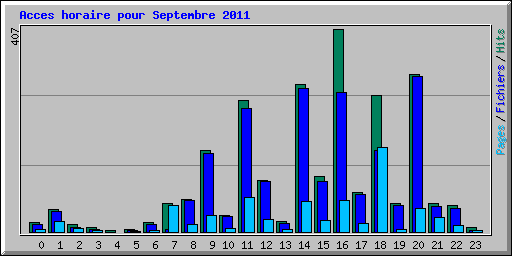 Acces horaire pour Septembre 2011
407
Pages / Fichiers / Hits
0 1 2 3 4 5 6 7 8 9 10 11 12 13 14 15 16 17 18 19 20 21 22 23